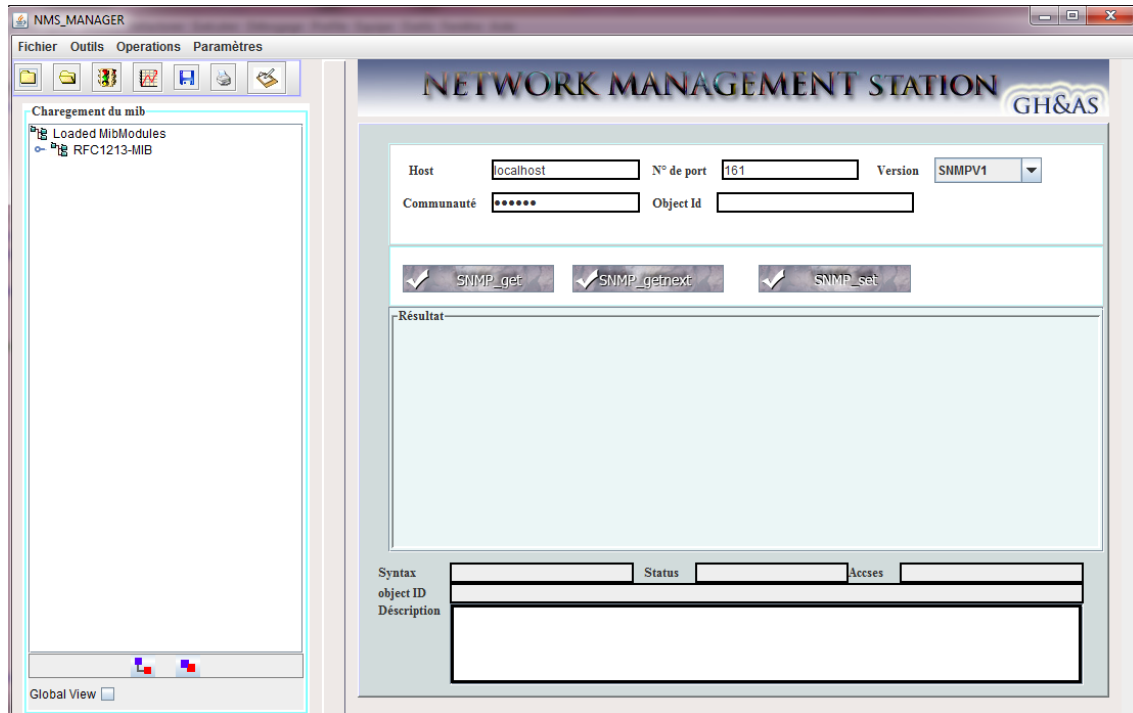 NMS_MANAGER
Fichier Outils Operations Paramètres
NETWORK MANAGEMENT STATION
GH&AS
Charegement du mib
Loaded MibModules
RFC1213-MIB
Host localhost N° de port 161 Version SNMPV1
Communauté •••••• Object Id
SNMP_get SNMP_getnext SNMP_set
Résultat
Syntax Status Accses
object ID
Déscription
Global View